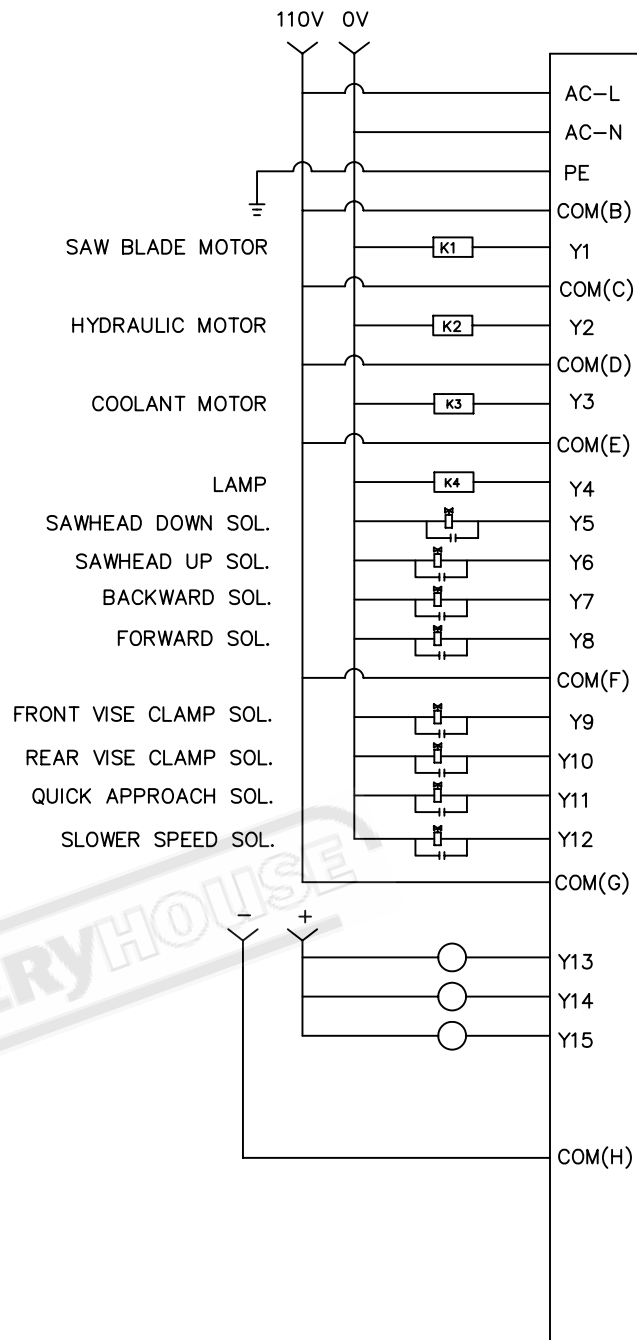 110V 0V
AC-L
AC-N
PE
COM(B)
SAW BLADE MOTOR K1 Y1
COM(C)
HYDRAULIC MOTOR K2 Y2
COM(D)
COOLANT MOTOR K3 Y3
COM(E)
LAMP K4 Y4
SAWHEAD DOWN SOL. Y5
SAWHEAD UP SOL. Y6
BACKWARD SOL. Y7
FORWARD SOL. Y8
COM(F)
FRONT VISE CLAMP SOL. Y9
REAR VISE CLAMP SOL. Y10
QUICK APPROACH SOL. Y11
SLOWER SPEED SOL. Y12
COM(G)
- +
Y13
Y14
Y15
COM(H)
ERYHOUSE